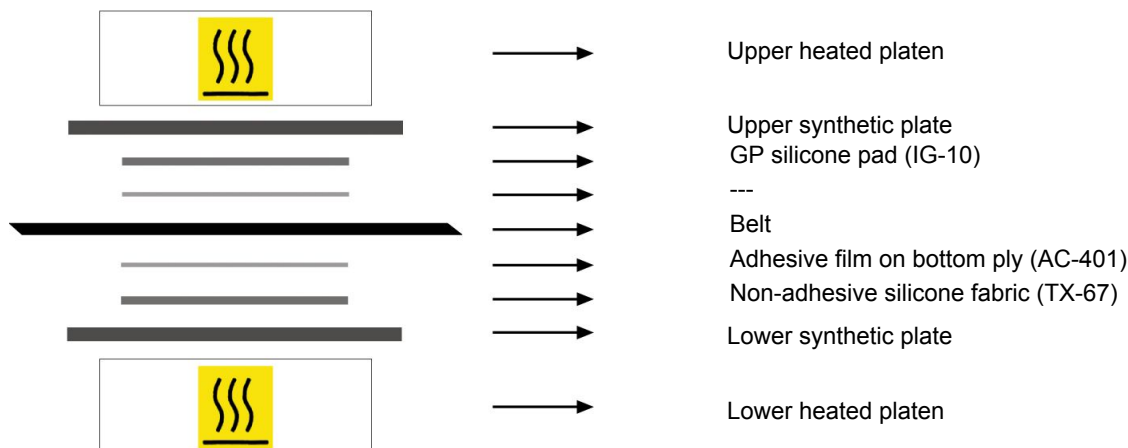 Upper heated platen
Upper synthetic plate
GP silicone pad (IG-10)
---
Belt
Adhesive film on bottom ply (AC-401)
Non-adhesive silicone fabric (TX-67)
Lower synthetic plate
Lower heated platen